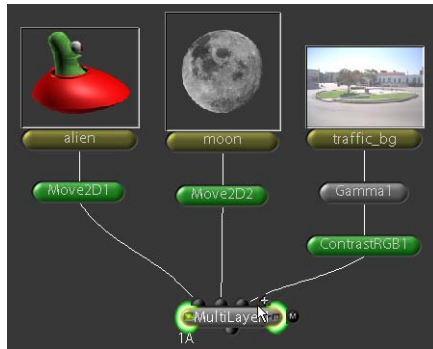 alien
moon
traffic_bg
Move2D1
Move2D2
Gamma1
ContrastRGB1
MultiLayer
M
1A